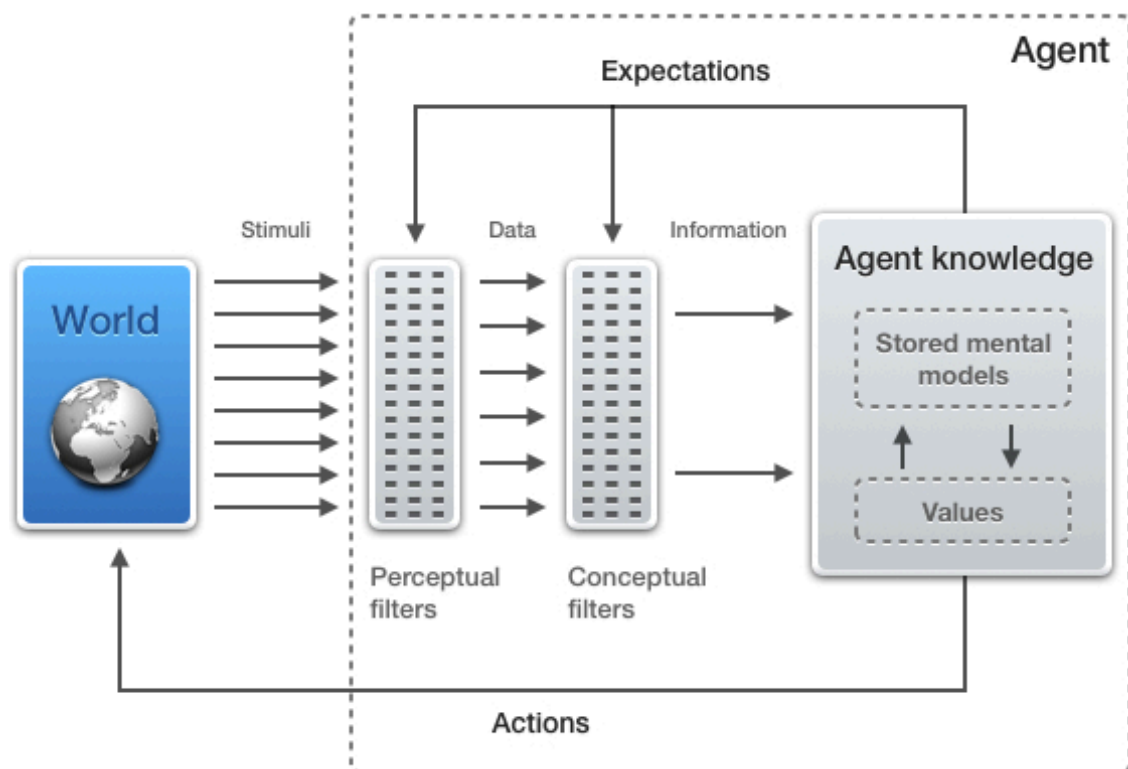 Agent
Expectations
Stimuli
Data
Information
World
Agent knowledge
Stored mental
models
Values
Perceptual
filters
Conceptual
filters
Actions